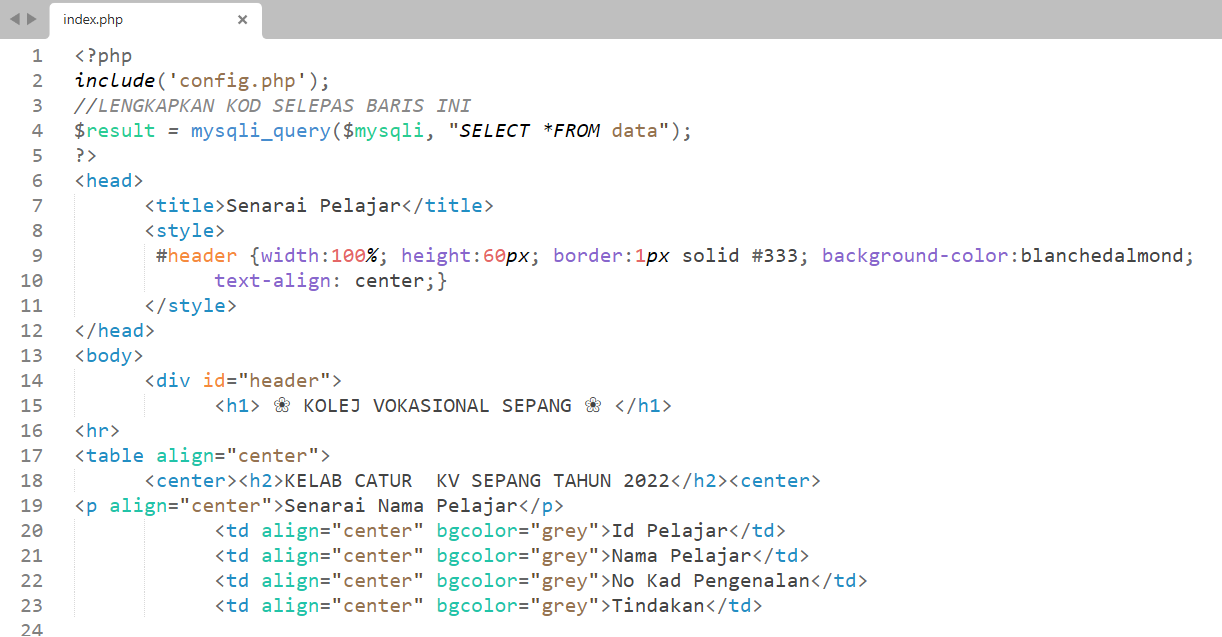 index.php ×
1 <?php
2 include('config.php');
3 //LENGKAPKAN KOD SELEPAS BARIS INI
4 $result = mysqli_query($mysqli, "SELECT *FROM data");
5 ?>
6 <head>
7 <title>Senarai Pelajar</title>
8 <style>
9 #header {width:100%; height:60px; border:1px solid #333; background-color:blanchedalmond;
10 text-align: center;}
11 </style>
12 </head>
13 <body>
14 <div id="header">
15 <h1> ❀ KOLEJ VOKASIONAL SEPANG ❀ </h1>
16 <hr>
17 <table align="center">
18 <center><h2>KELAB CATUR  KV SEPANG TAHUN 2022</h2><center>
19 <p align="center">Senarai Nama Pelajar</p>
20 <td align="center" bgcolor="grey">Id Pelajar</td>
21 <td align="center" bgcolor="grey">Nama Pelajar</td>
22 <td align="center" bgcolor="grey">No Kad Pengenalan</td>
23 <td align="center" bgcolor="grey">Tindakan</td>
24